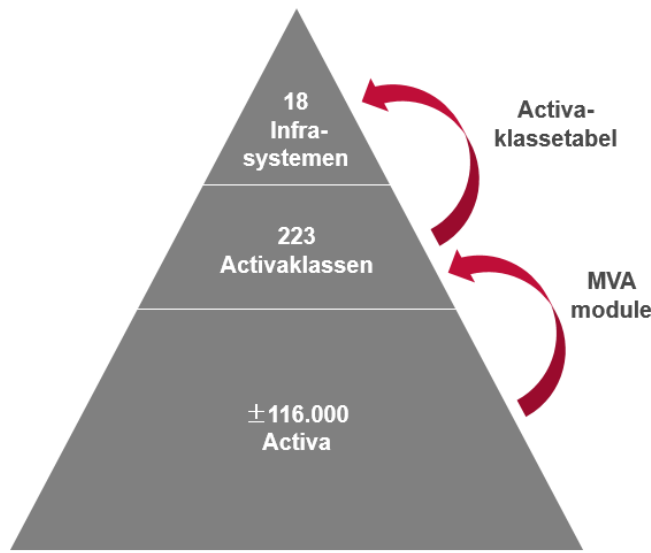 18
Infra-
systemen
Activa-
klassetabel
223
Activaklassen
MVA
module
±116.000
Activa